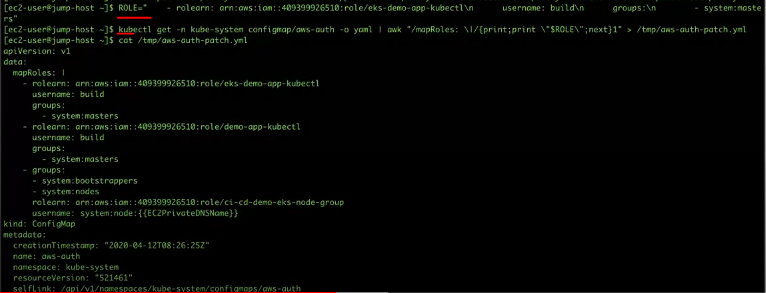 [ec2-user@jump-host ~]$ ROLE="    - rolearn: arn:aws:iam::409399926510:role/eks-demo-app-kubectl\n      username: build\n      groups:\n        - system:maste
rs"
[ec2-user@jump-host ~]$ kubectl get -n kube-system configmap/aws-auth -o yaml | awk "/mapRoles: \|/{print;print \"$ROLE\";next}1" > /tmp/aws-auth-patch.yml
[ec2-user@jump-host ~]$ cat /tmp/aws-auth-patch.yml
apiVersion: v1
data:
  mapRoles: |
    - rolearn: arn:aws:iam::409399926510:role/eks-demo-app-kubectl
      username: build
      groups:
        - system:masters
    - rolearn: arn:aws:iam::409399926510:role/demo-app-kubectl
      username: build
      groups:
        - system:masters
    - groups:
      - system:bootstrappers
      - system:nodes
      rolearn: arn:aws:iam::409399926510:role/ci-cd-demo-eks-node-group
      username: system:node:{{EC2PrivateDNSName}}
kind: ConfigMap
metadata:
  creationTimestamp: "2020-04-12T08:26:25Z"
  name: aws-auth
  namespace: kube-system
  resourceVersion: "521461"
  selfLink: /api/v1/namespaces/kube-system/configmaps/aws-auth